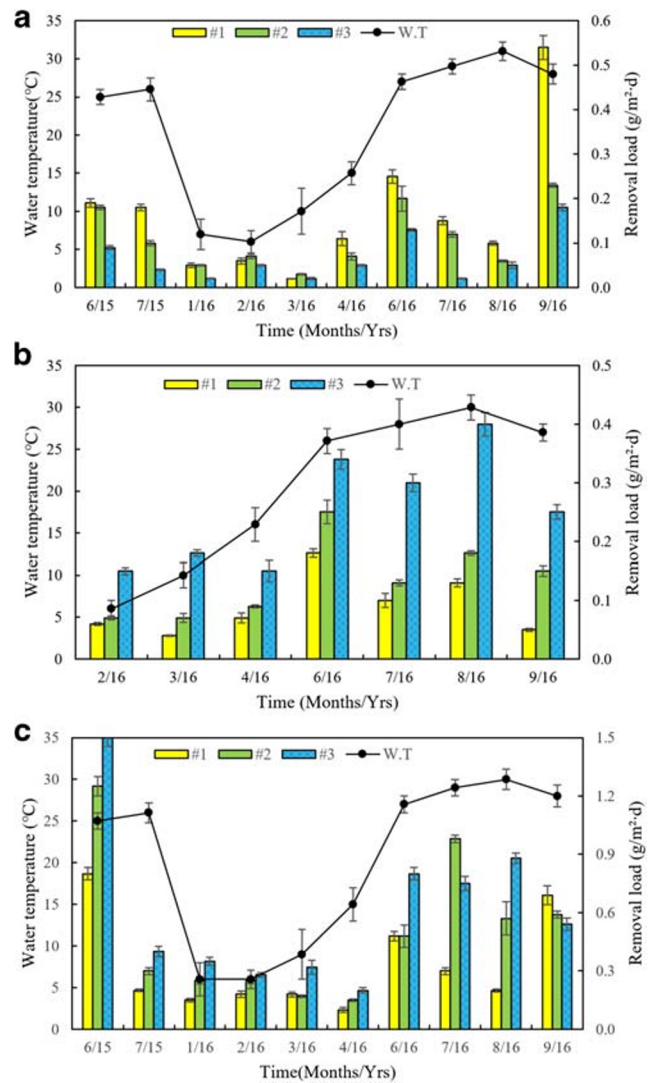 a
#1 #2 #3 W.T
35 30 25 20 15 10 5 0
Water temperature(°C)
0.6 0.5 0.4 0.3 0.2 0.1 0.0
Removal load (g/m²·d)
6/15 7/15 1/16 2/16 3/16 4/16 6/16 7/16 8/16 9/16
Time (Months/Yrs)
b
#1 #2 #3 W.T
35 30 25 20 15 10 5 0
Water temperature (°C)
0.5 0.4 0.3 0.2 0.1 0.0
Removal load (g/m²·d)
2/16 3/16 4/16 6/16 7/16 8/16 9/16
Time (Months/Yrs)
c
#1 #2 #3 W.T
35 30 25 20 15 10 5 0
Water temperature (°C)
1.5 1.2 0.9 0.6 0.3 0.0
Removal load (g/m²·d)
6/15 7/15 1/16 2/16 3/16 4/16 6/16 7/16 8/16 9/16
Time(Months/Yrs)